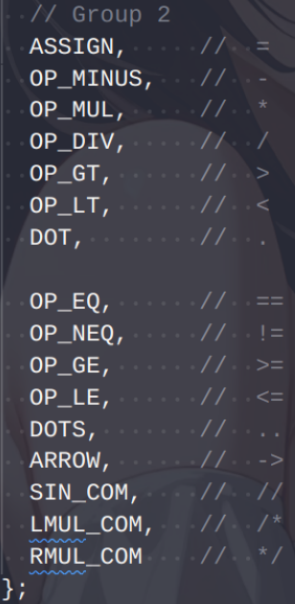 // Group 2
ASSIGN, // =
OP_MINUS, // -
OP_MUL, // *
OP_DIV, // /
OP_GT, // >
OP_LT, // <
DOT, // .
OP_EQ, // ==
OP_NEQ, // !=
OP_GE, // >=
OP_LE, // <=
DOTS, // ..
ARROW, // ->
SIN_COM, // //
LMUL_COM, // /*
RMUL_COM // */
};